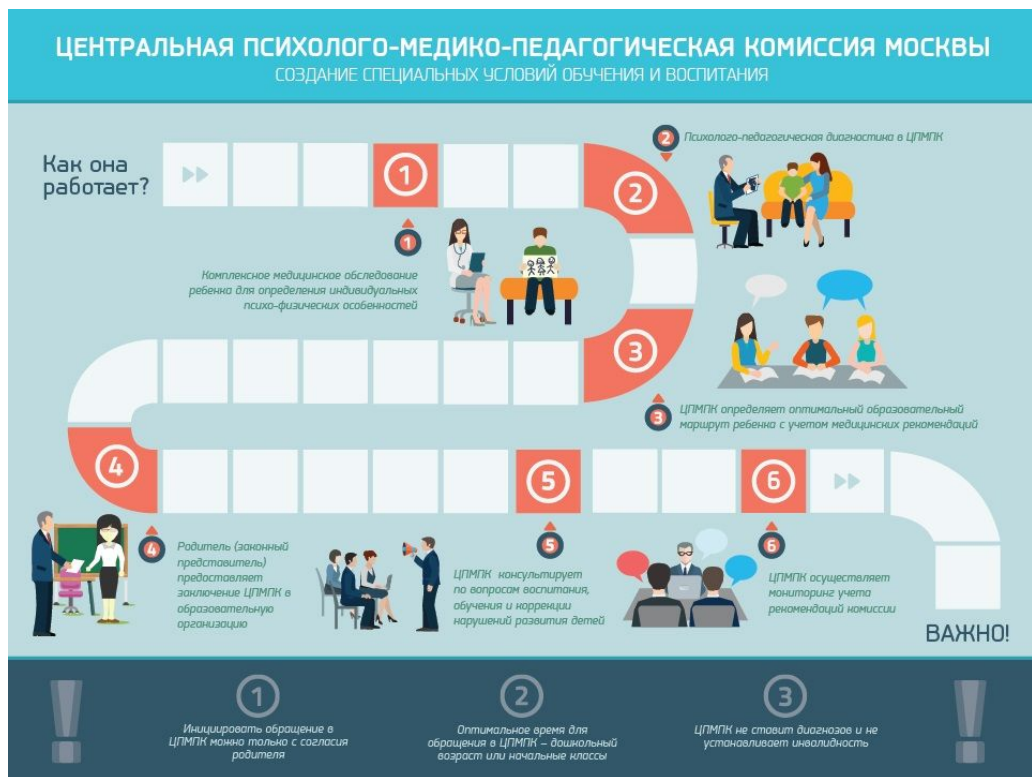 ЦЕНТРАЛЬНАЯ ПСИХОЛОГО-МЕДИКО-ПЕДАГОГИЧЕСКАЯ КОМИССИЯ МОСКВЫ
СОЗДАНИЕ СПЕЦИАЛЬНЫХ УСЛОВИЙ ОБУЧЕНИЯ И ВОСПИТАНИЯ
Как она
работает?
1
2
2
Психолого-педагогическая диагностика в ЦПМПК
1
Комплексное медицинское обследование
ребенка для определения индивидуальных
психо-физических особенностей
3
3
ЦПМПК определяет оптимальный образовательный
маршрут ребенка с учетом медицинских рекомендаций
4
5
6
4
Родитель (законный
представитель)
предоставляет
заключение ЦПМПК в
образовательную
организацию
5
ЦПМПК консультирует
по вопросам воспитания,
обучения и коррекции
нарушений развития детей
6
ЦПМПК осуществляет
мониторинг учета
рекомендаций комиссии
ВАЖНО!
!
1
Инициировать обращение в
ЦПМПК можно только с согласия
родителя
2
Оптимальное время для
обращения в ЦПМПК – дошкольный
возраст или начальные классы
3
ЦПМПК не ставит диагнозов и не
устанавливает инвалидность
!